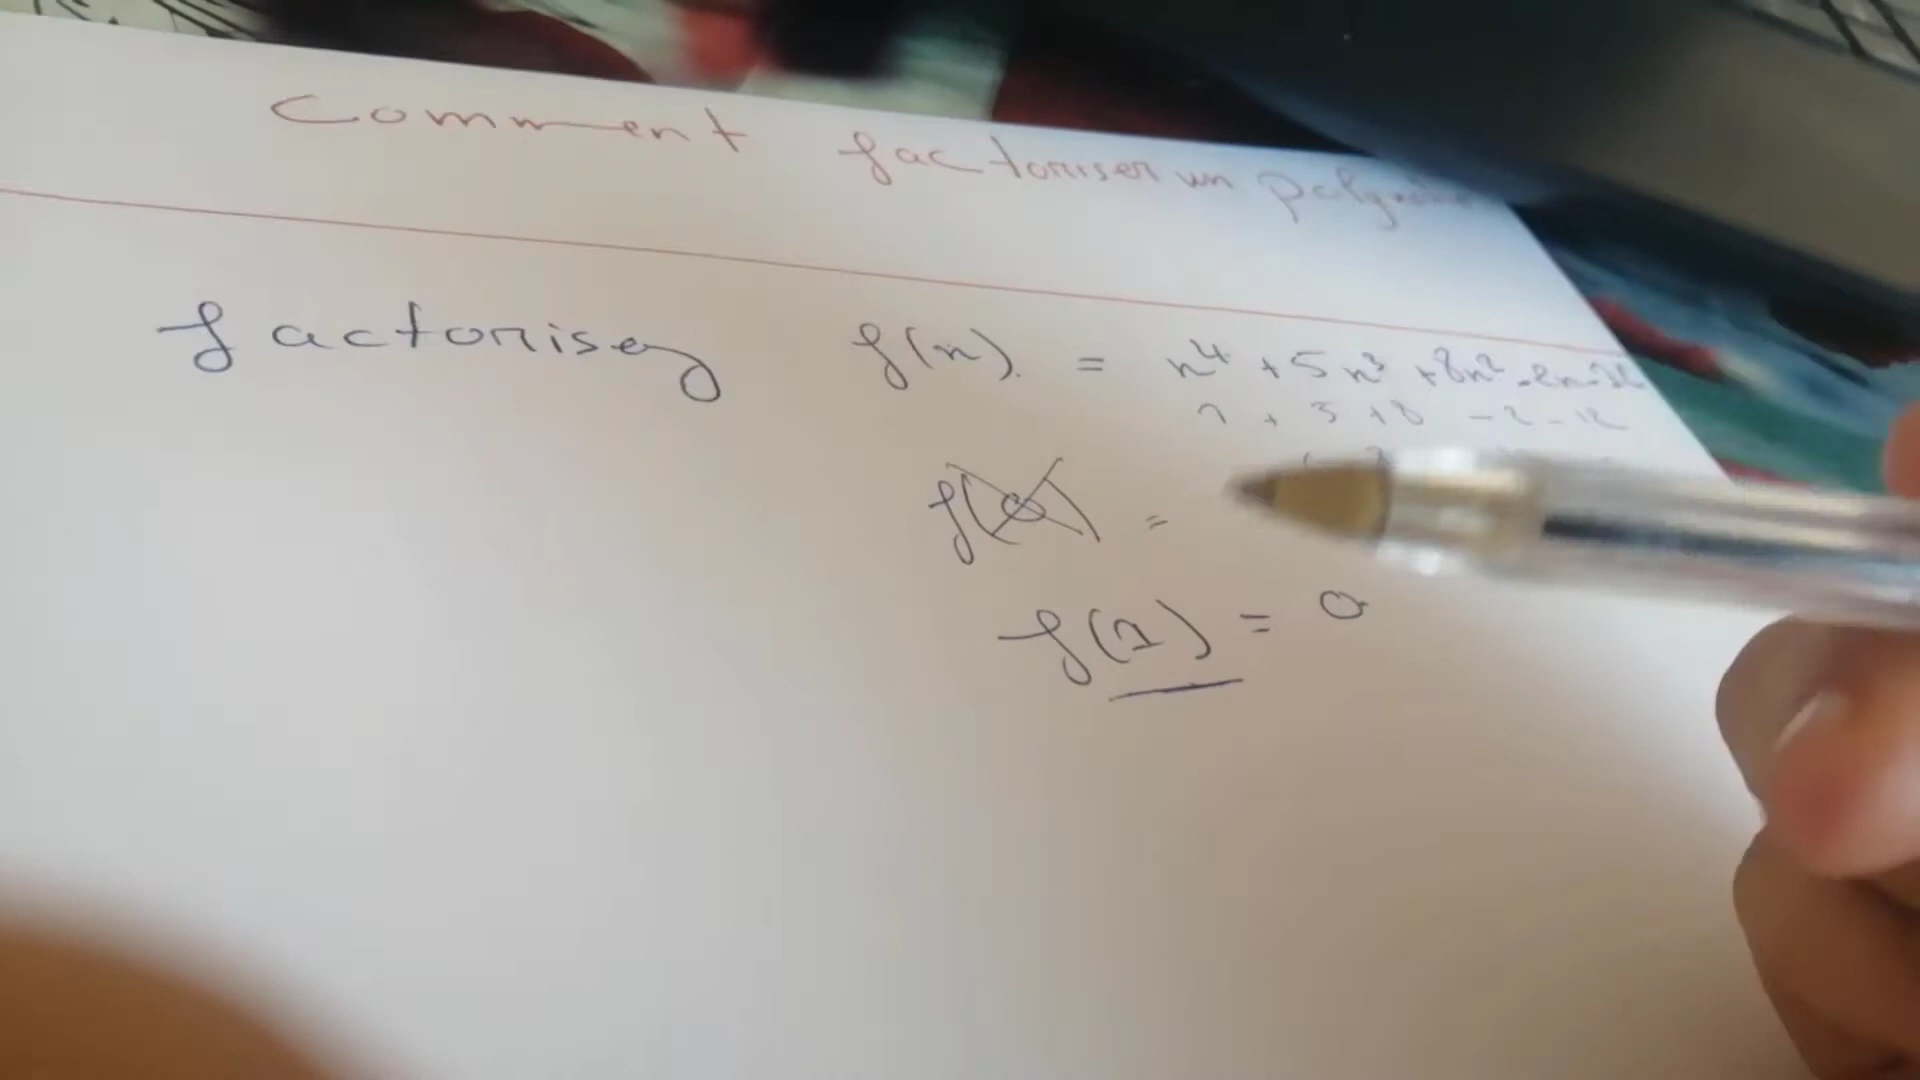 Comment factoriser un polynôme
factorisez f(x) = x⁴ + 5x³ + 8x² - 2x - 12
1 + 5 + 8 - 2 - 12
f(0) =
f(1) = 0